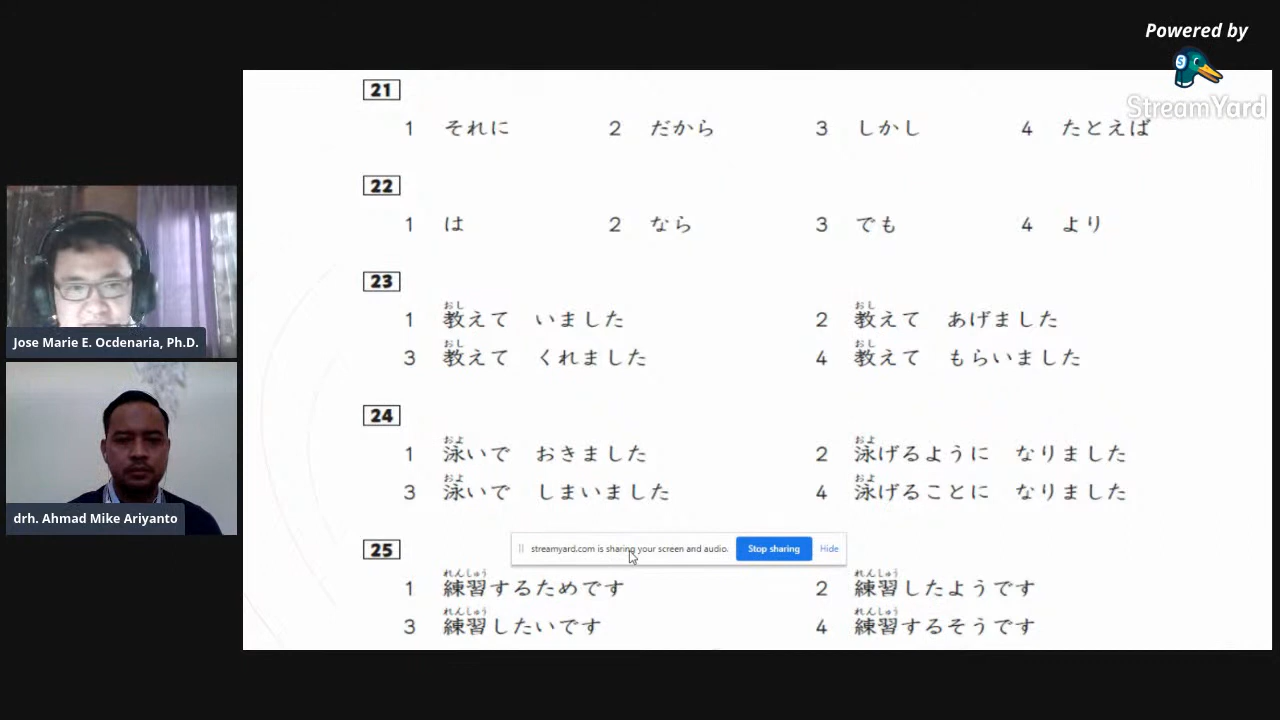 Powered by
StreamYard
21
1 それに 2 だから 3 しかし 4 たとえば
22
1 は 2 なら 3 でも 4 より
23
おし おし
1 教えて いました 2 教えて あげました
おし おし
3 教えて くれました 4 教えて もらいました
24
およ およ
1 泳いで おきました 2 泳げるように なりました
およ およ
3 泳いで しまいました 4 泳げることに なりました
25
れんしゅう れんしゅう
1 練習するためです 2 練習したようです
れんしゅう れんしゅう
3 練習したいです 4 練習するそうです
streamyard.com is sharing your screen and audio. Stop sharing Hide
Jose Marie E. Ocdenaria, Ph.D.
drh. Ahmad Mike Ariyanto